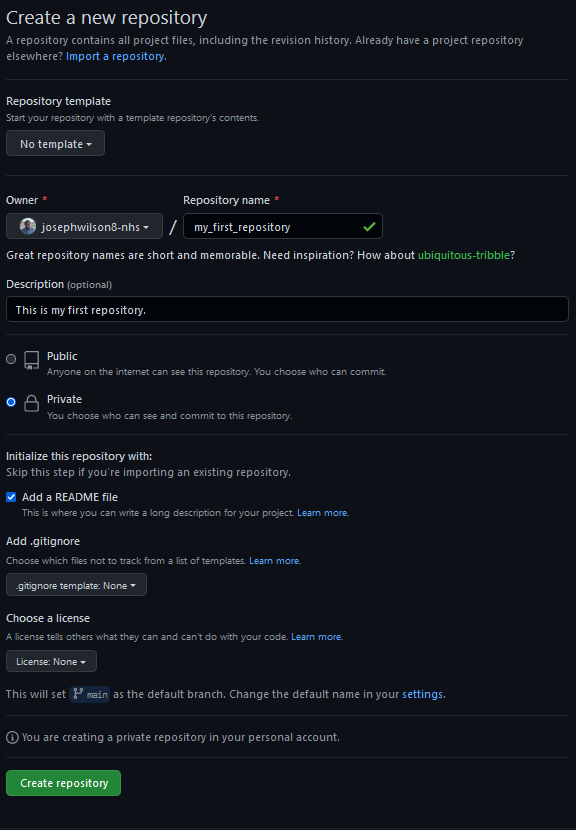 Create a new repository
A repository contains all project files, including the revision history. Already have a project repository
elsewhere? Import a repository.
Repository template
Start your repository with a template repository's contents.
No template
Owner *
Repository name *
josephwilson8-nhs / my_first_repository
Great repository names are short and memorable. Need inspiration? How about ubiquitous-tribble?
Description (optional)
This is my first repository.
Public
Anyone on the internet can see this repository. You choose who can commit.
Private
You choose who can see and commit to this repository.
Initialize this repository with:
Skip this step if you're importing an existing repository.
Add a README file
This is where you can write a long description for your project. Learn more.
Add .gitignore
Choose which files not to track from a list of templates. Learn more.
.gitignore template: None
Choose a license
A license tells others what they can and can't do with your code. Learn more.
License: None
This will set main as the default branch. Change the default name in your settings.
You are creating a private repository in your personal account.
Create repository